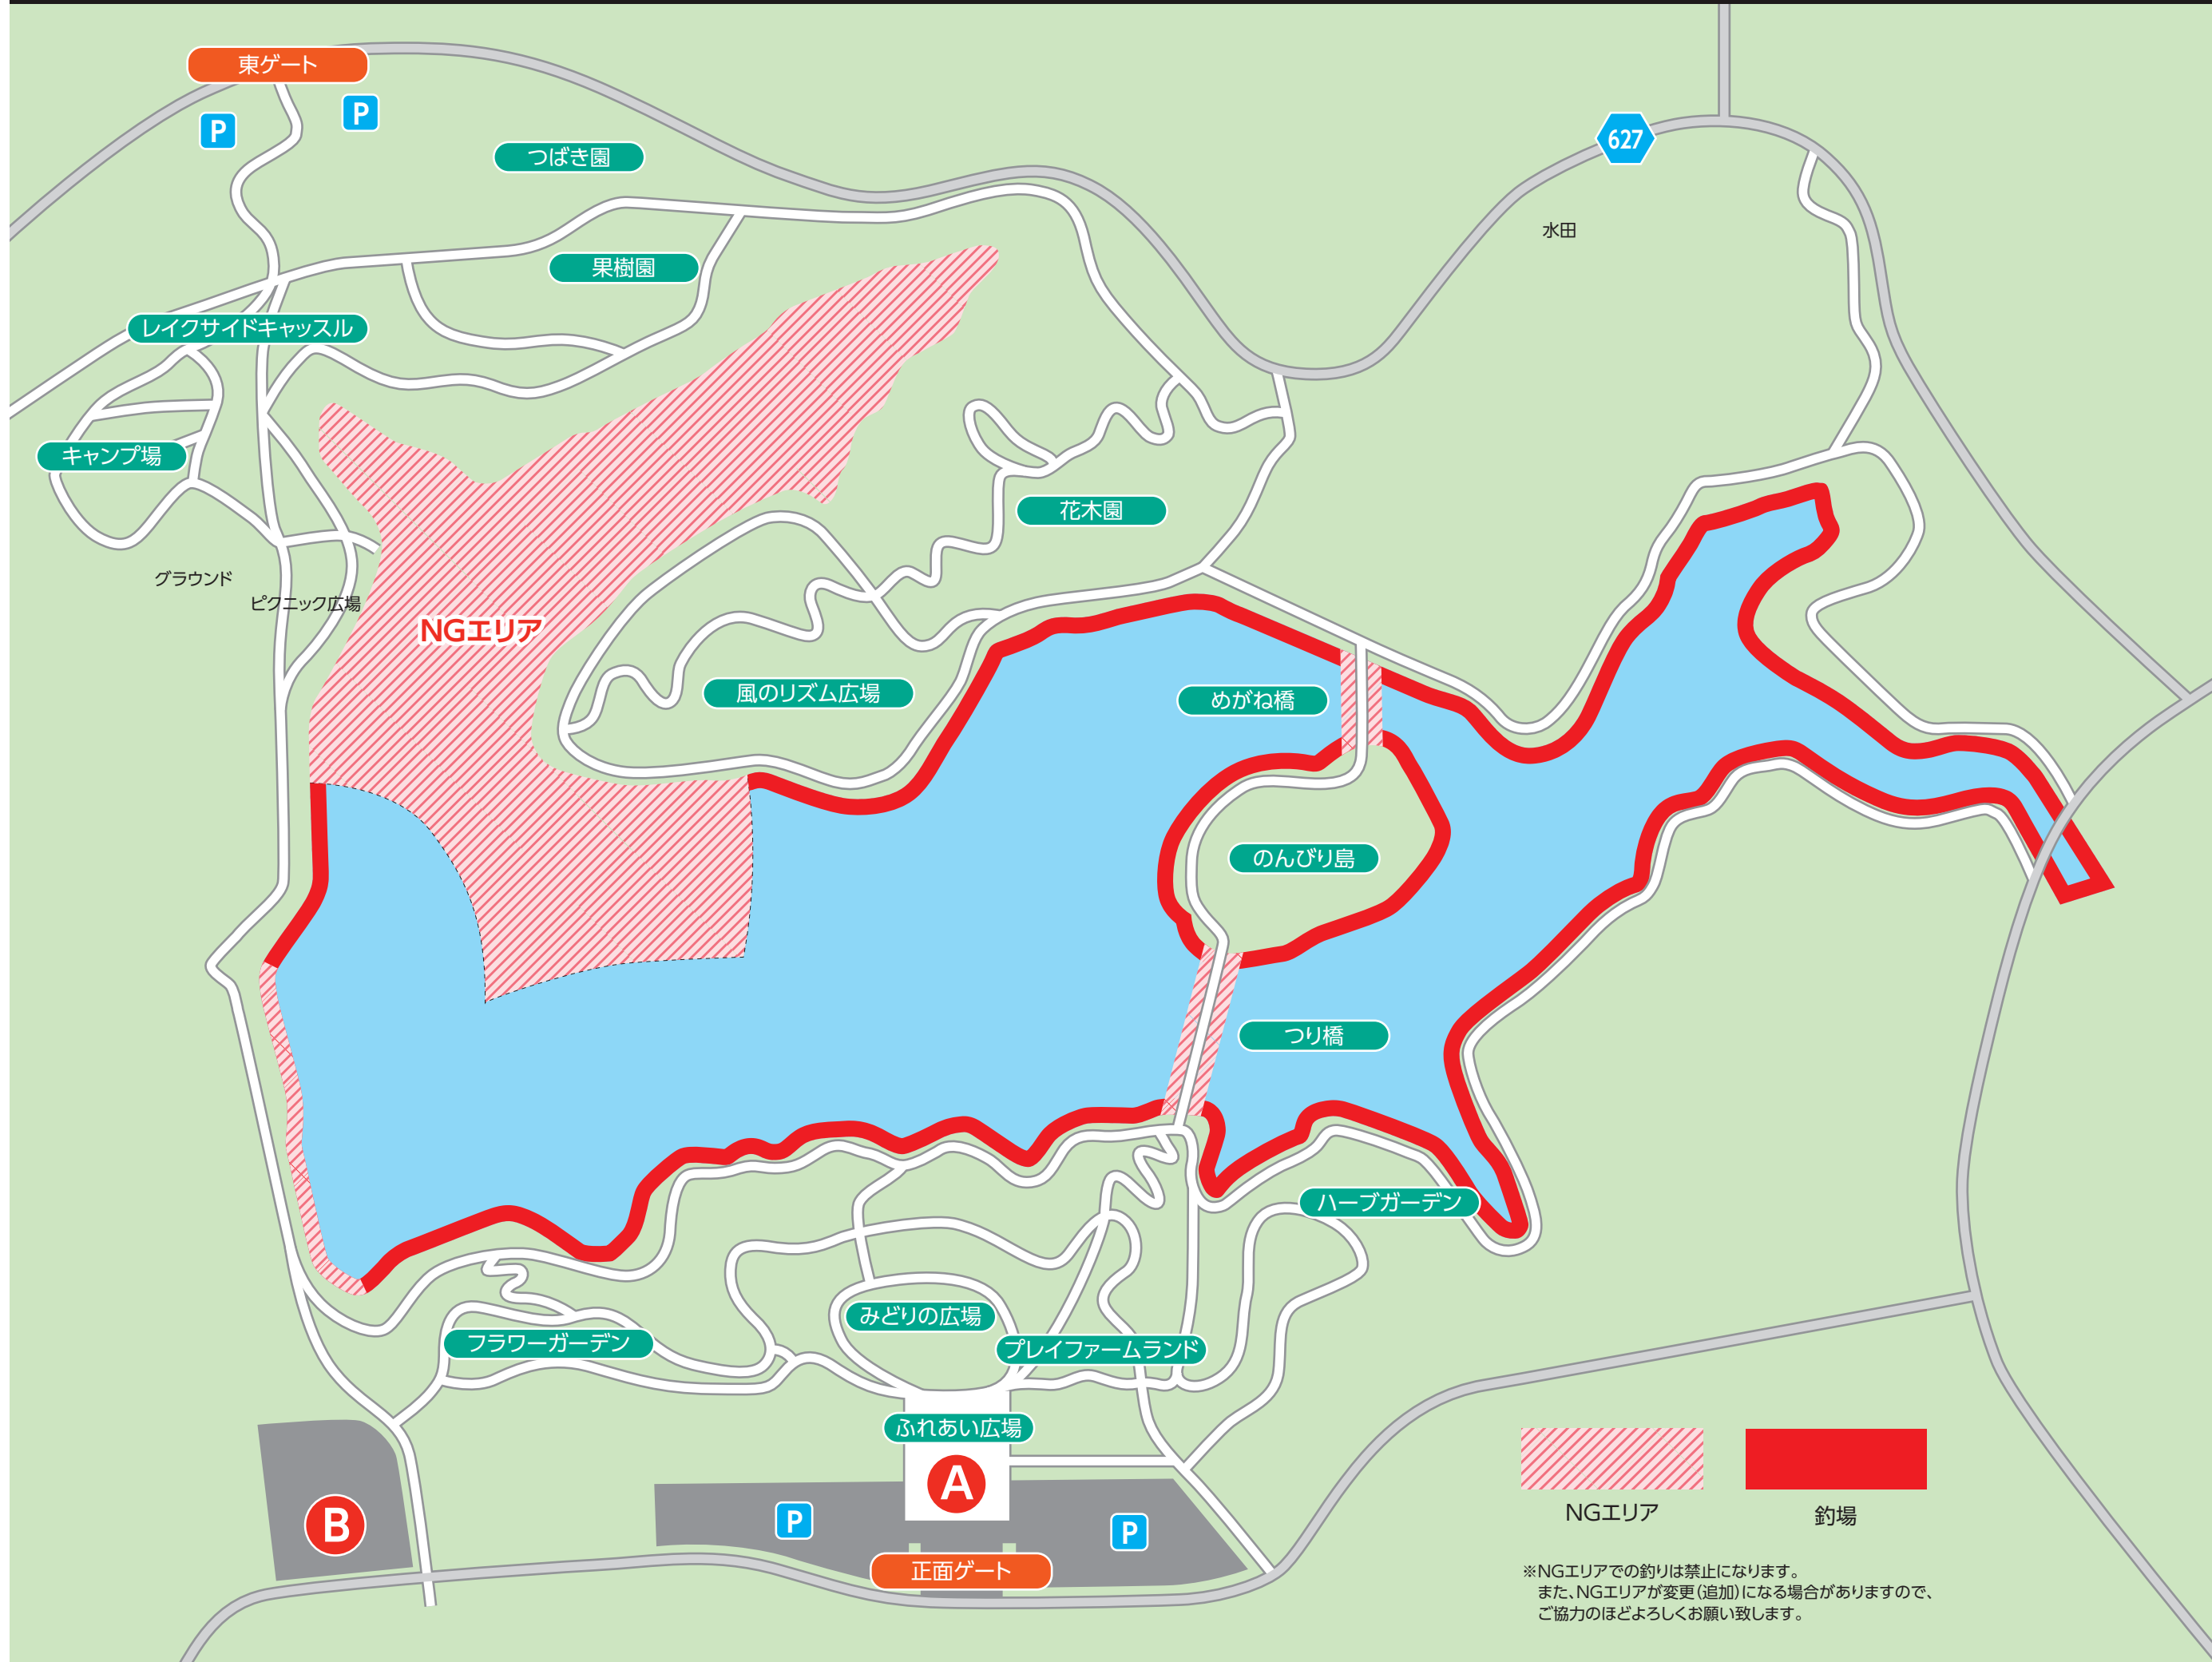 東ゲート
P
P
つばき園
627
水田
果樹園
レイクサイドキャッスル
キャンプ場
花木園
グラウンド
ピクニック広場
NGエリア
風のリズム広場
めがね橋
のんびり島
つり橋
ハーブガーデン
みどりの広場
フラワーガーデン
プレイファームランド
ふれあい広場
A
B
P
P
正面ゲート
NGエリア
釣場
※NGエリアでの釣りは禁止になります。
また、NGエリアが変更(追加)になる場合がありますので、
ご協力のほどよろしくお願い致します。